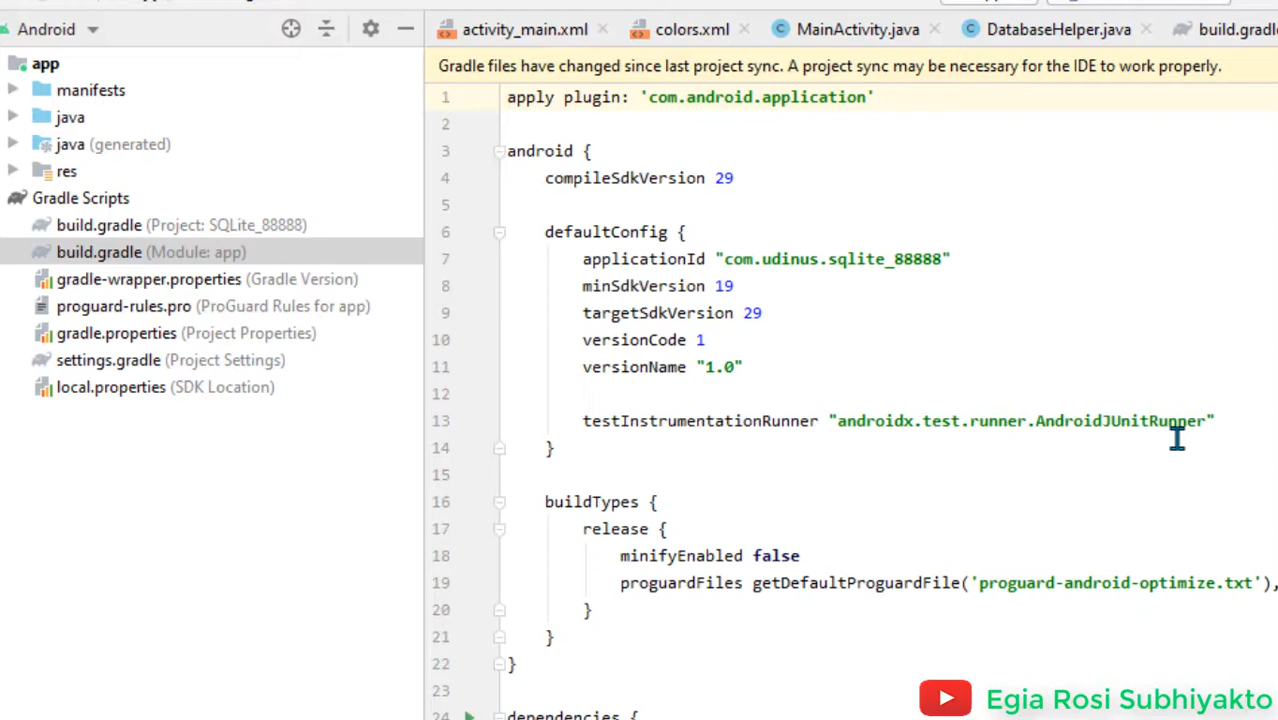 Android
activity_main.xml
colors.xml
MainActivity.java
DatabaseHelper.java
build.gradle
app
manifests
java
java (generated)
res
Gradle Scripts
build.gradle (Project: SQLite_88888)
build.gradle (Module: app)
gradle-wrapper.properties (Gradle Version)
proguard-rules.pro (ProGuard Rules for app)
gradle.properties (Project Properties)
settings.gradle (Project Settings)
local.properties (SDK Location)
Gradle files have changed since last project sync. A project sync may be necessary for the IDE to work properly.
1 apply plugin: 'com.android.application'
2
3 android {
4 compileSdkVersion 29
5
6 defaultConfig {
7 applicationId "com.udinus.sqlite_88888"
8 minSdkVersion 19
9 targetSdkVersion 29
10 versionCode 1
11 versionName "1.0"
12
13 testInstrumentationRunner "androidx.test.runner.AndroidJUnitRunner"
14 }
15
16 buildTypes {
17 release {
18 minifyEnabled false
19 proguardFiles getDefaultProguardFile('proguard-android-optimize.txt'),
20 }
21 }
22 }
23
24 dependencies {
Egia Rosi Subhiyakto